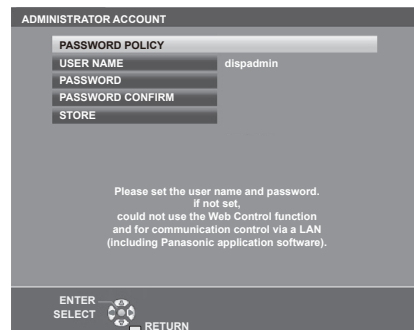 ADMINISTRATOR ACCOUNT
PASSWORD POLICY
USER NAME dispadmin
PASSWORD
PASSWORD CONFIRM
STORE
Please set the user name and password.
if not set,
could not use the Web Control function
and for communication control via a LAN
(including Panasonic application software).
ENTER
SELECT
RETURN